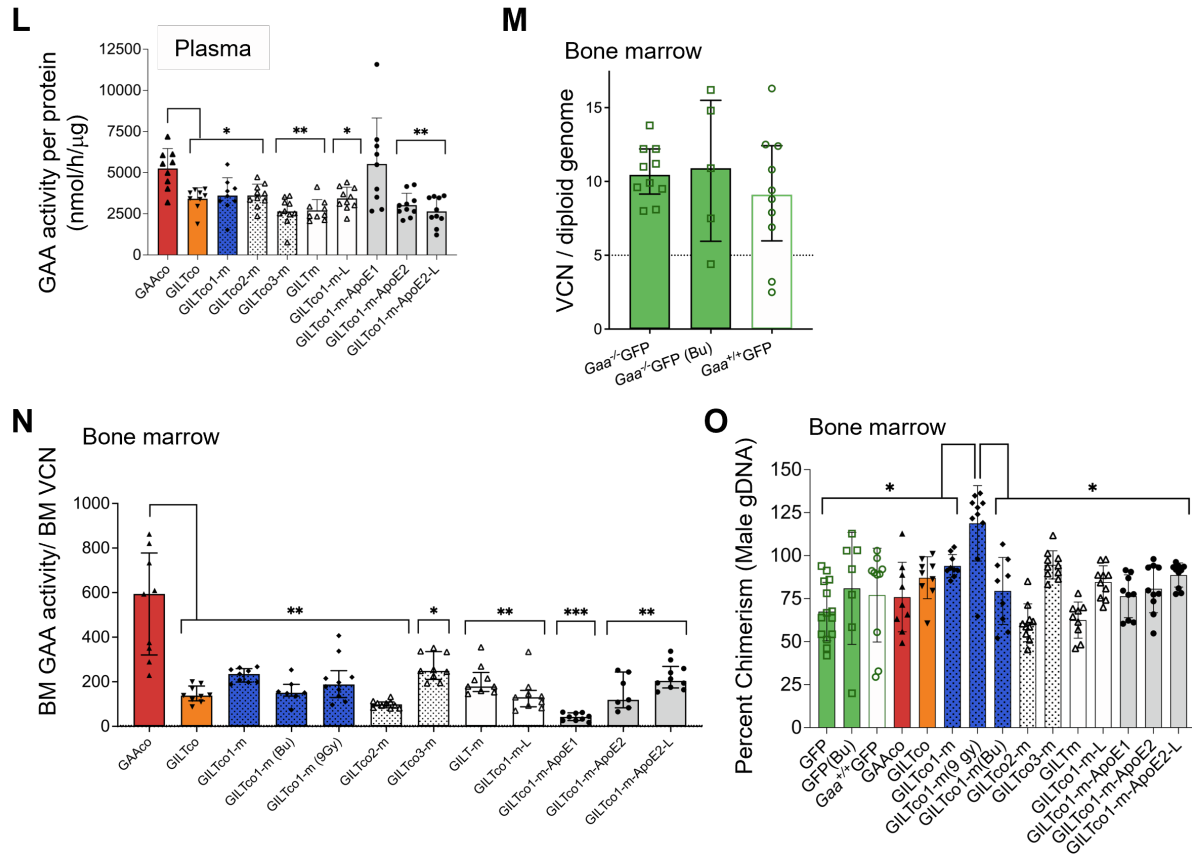 L
Plasma
GAA activity per protein
(nmol/h/µg)
12500
10000
7500
5000
2500
0
* ** * **
GAAco
GILTco
GILTco1-m
GILTco2-m
GILTco3-m
GILTm
GILTco1-m-L
GILTco1-m-ApoE1
GILTco1-m-ApoE2
GILTco1-m-ApoE2-L
M
Bone marrow
VCN / diploid genome
15
10
5
0
Gaa-/-GFP
Gaa-/-GFP (Bu)
Gaa+/+GFP
N
Bone marrow
BM GAA activity/ BM VCN
1000
800
600
400
200
0
** * ** *** **
GAAco
GILTco
GILTco1-m
GILTco1-m (Bu)
GILTco1-m (9Gy)
GILTco2-m
GILTco3-m
GILT-m
GILTco1-m-L
GILTco1-m-ApoE1
GILTco1-m-ApoE2
GILTco1-m-ApoE2-L
O
Bone marrow
Percent Chimerism (Male gDNA)
150
125
100
75
50
25
0
* *
GFP
GFP(Bu)
Gaa+/+GFP
GAAco
GILTco
GILTco1-m
GILTco1-m(9 gy)
GILTco1-m(Bu)
GILTco2-m
GILTco3-m
GILTm
GILTco1-m-L
GILTco1-m-ApoE1
GILTco1-m-ApoE2
GILTco1-m-ApoE2-L